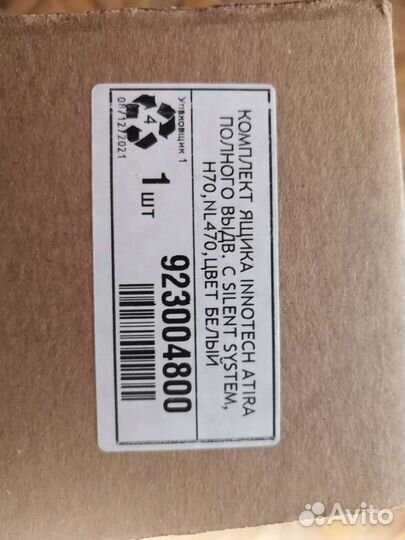 КОМПЛЕКТ ЯЩИКА INNOTECH ATIRA
ПОЛНОГО ВЫДВ. С SILENT SYSTEM,
H70,NL470,ЦВЕТ БЕЛЫЙ
923004800
1 шт
Упаковщик 1
4
08/12/2021
Avito